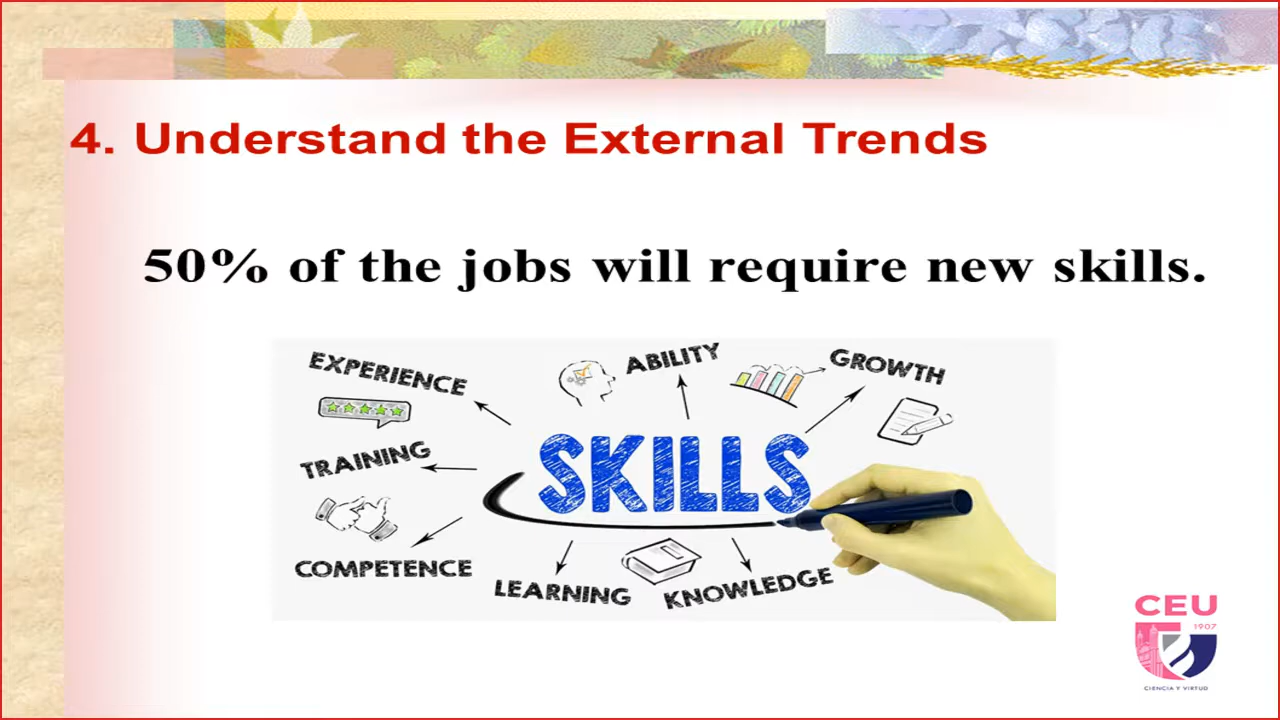 4. Understand the External Trends
50% of the jobs will require new skills.
EXPERIENCE
ABILITY
GROWTH
TRAINING
SKILLS
COMPETENCE
LEARNING
KNOWLEDGE
CEU
1907
CIENCIA Y VIRTUD